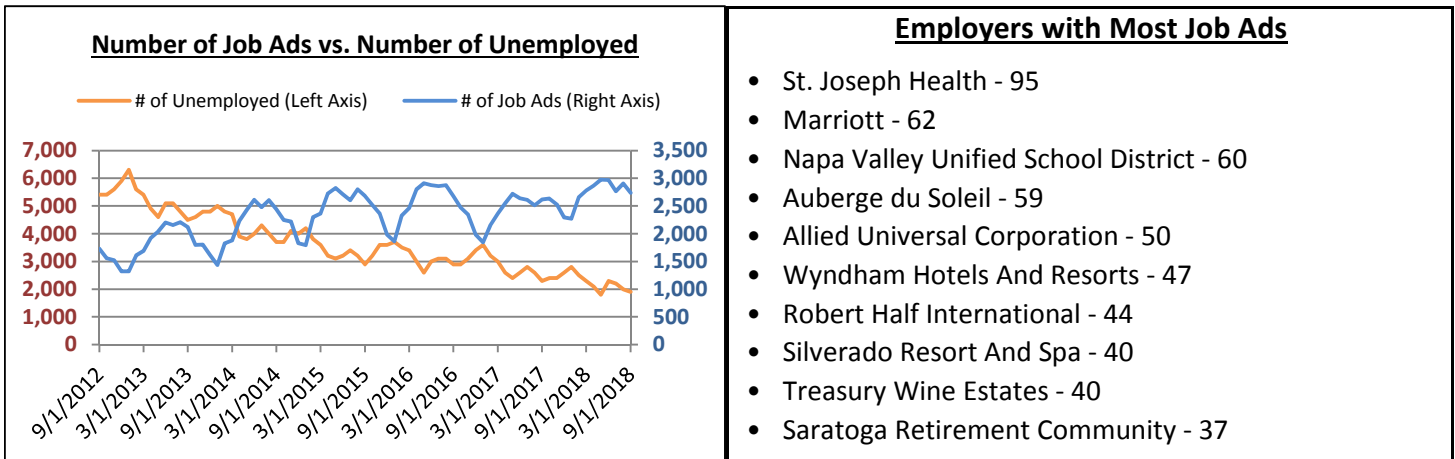 Number of Job Ads vs. Number of Unemployed
# of Unemployed (Left Axis)
# of Job Ads (Right Axis)
7,000
6,000
5,000
4,000
3,000
2,000
1,000
0
3,500
3,000
2,500
2,000
1,500
1,000
500
0
9/1/2012
3/1/2013
9/1/2013
3/1/2014
9/1/2014
3/1/2015
9/1/2015
3/1/2016
9/1/2016
3/1/2017
9/1/2017
3/1/2018
9/1/2018
Employers with Most Job Ads
• St. Joseph Health - 95
• Marriott - 62
• Napa Valley Unified School District - 60
• Auberge du Soleil - 59
• Allied Universal Corporation - 50
• Wyndham Hotels And Resorts - 47
• Robert Half International - 44
• Silverado Resort And Spa - 40
• Treasury Wine Estates - 40
• Saratoga Retirement Community - 37